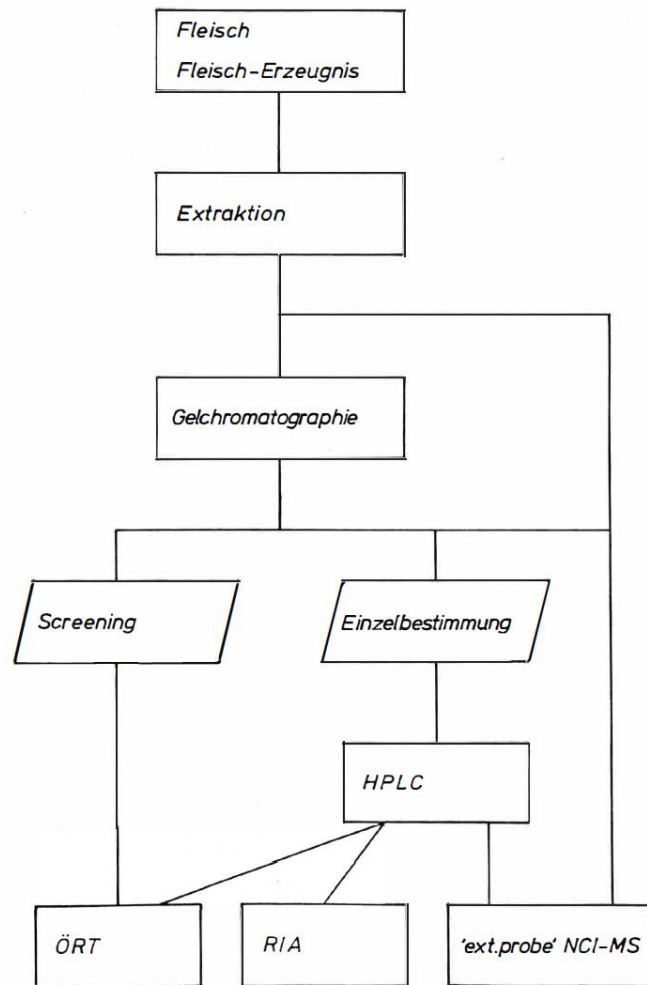 Fleisch
Fleisch-Erzeugnis
Extraktion
Gelchromatographie
Screening
Einzelbestimmung
HPLC
ÖRT
RIA
'ext.probe' NCI-MS